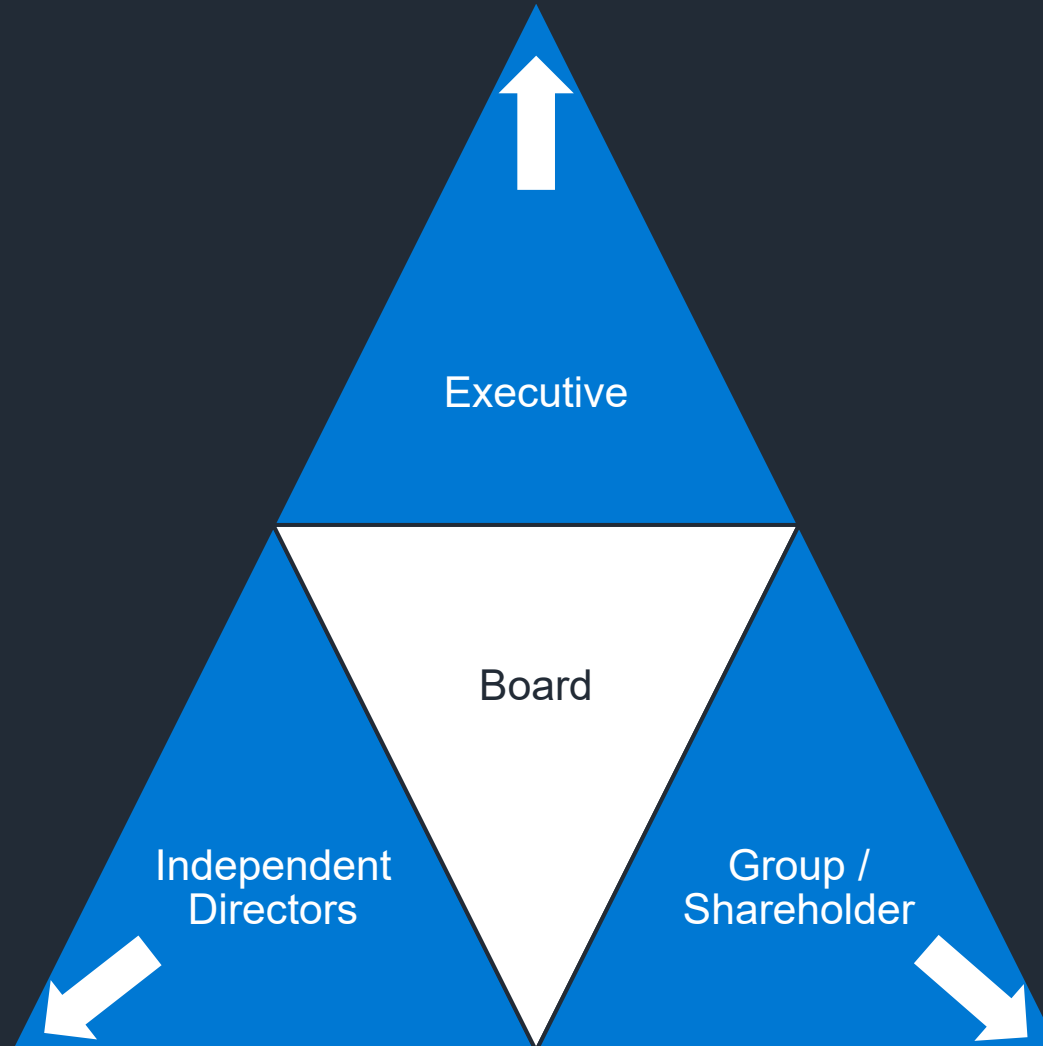 Executive
Board
Independent
Directors
Group /
Shareholder